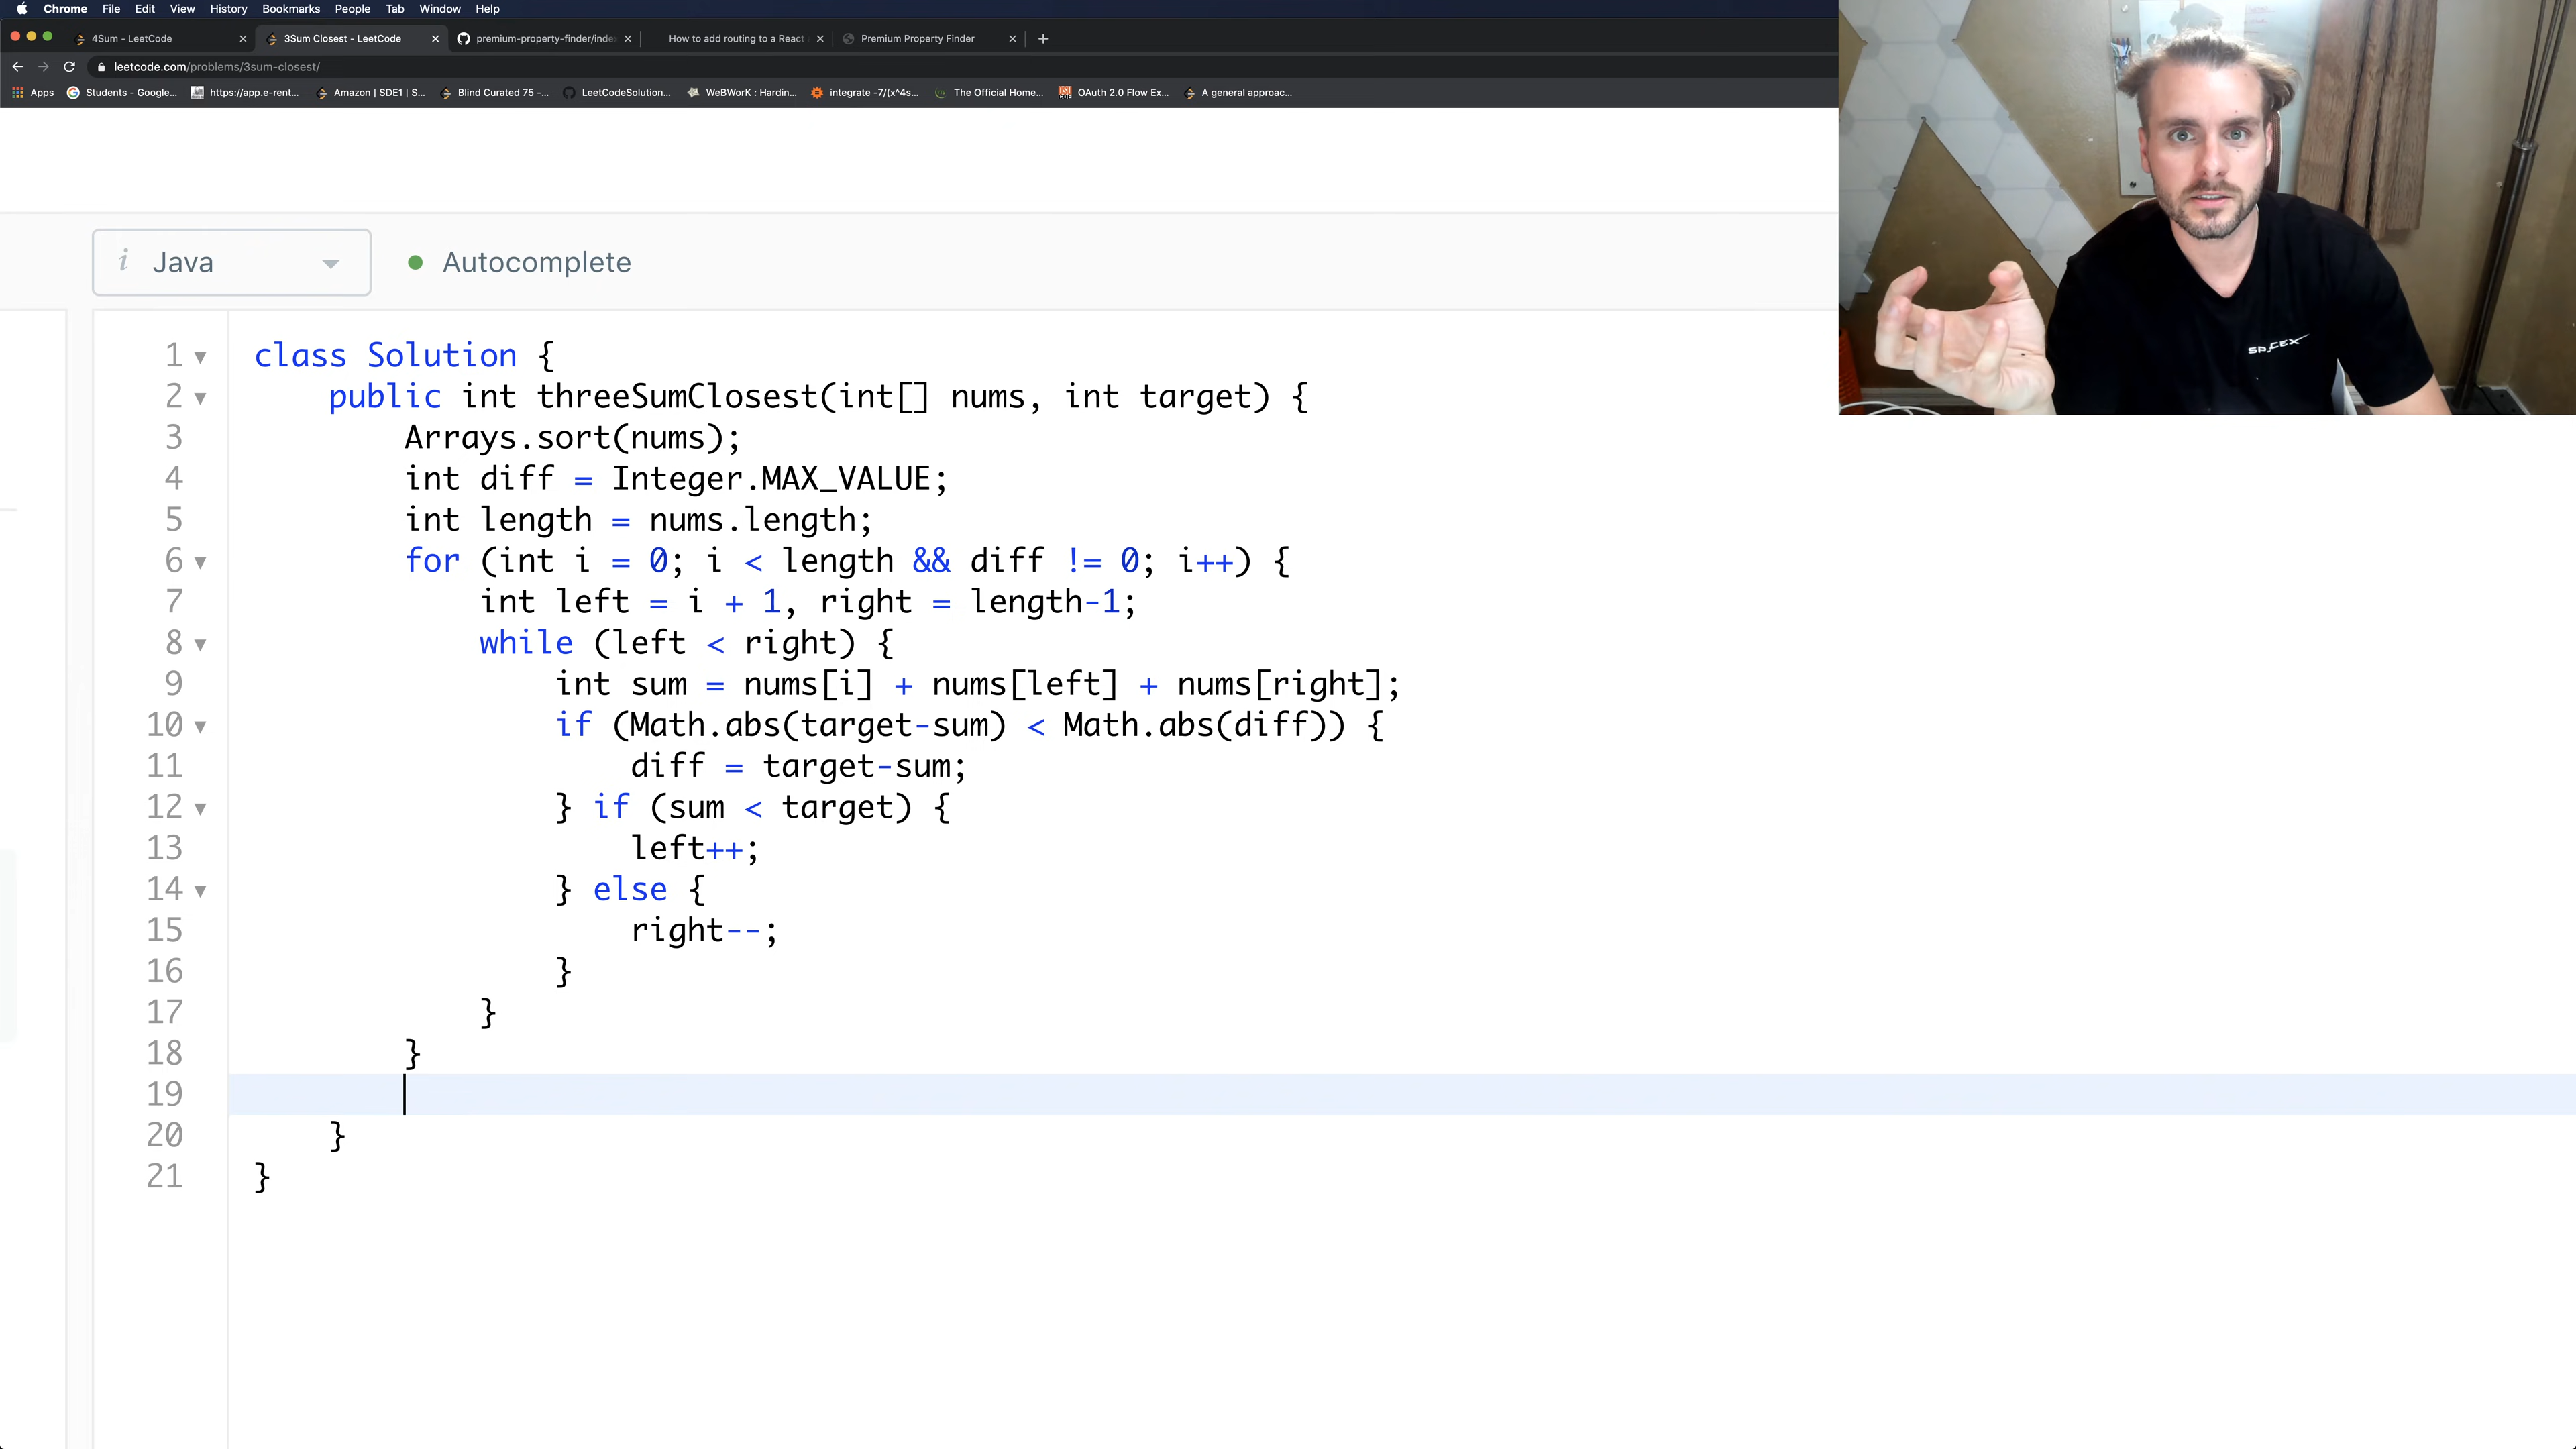 Chrome File Edit View History Bookmarks People Tab Window Help
4Sum - LeetCode 3Sum Closest - LeetCode premium-property-finder/inde How to add routing to a React Premium Property Finder
leetcode.com/problems/3sum-closest/
Apps Students - Google... https://app.e-rent... Amazon | SDE1 | S... Blind Curated 75 -... LeetCodeSolution... WeBWorK : Hardin... integrate -7/(x^4s... The Official Home... OAuth 2.0 Flow Ex... A general approac...
SPACEX
i Java Autocomplete
1 class Solution {
2 public int threeSumClosest(int[] nums, int target) {
3 Arrays.sort(nums);
4 int diff = Integer.MAX_VALUE;
5 int length = nums.length;
6 for (int i = 0; i < length && diff != 0; i++) {
7 int left = i + 1, right = length-1;
8 while (left < right) {
9 int sum = nums[i] + nums[left] + nums[right];
10 if (Math.abs(target-sum) < Math.abs(diff)) {
11 diff = target-sum;
12 } if (sum < target) {
13 left++;
14 } else {
15 right--;
16 }
17 }
18 }
19
20 }
21 }